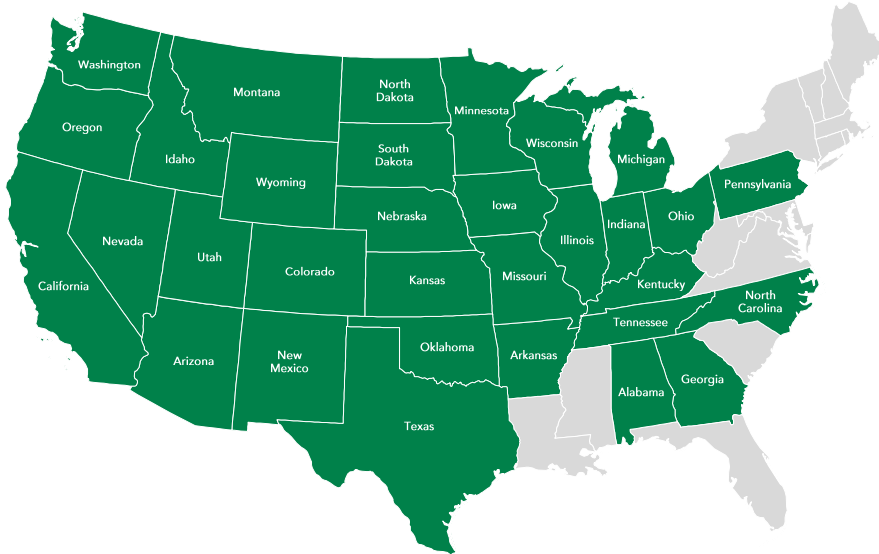 Washington
Montana
North
Dakota
Minnesota
Oregon
Idaho
Wisconsin
South
Dakota
Michigan
Wyoming
Pennsylvania
Iowa
Nebraska
Ohio
Indiana
Illinois
Nevada
Utah
Colorado
Missouri
Kansas
Kentucky
California
North
Carolina
Tennessee
Oklahoma
Arkansas
New
Mexico
Arizona
Georgia
Alabama
Texas